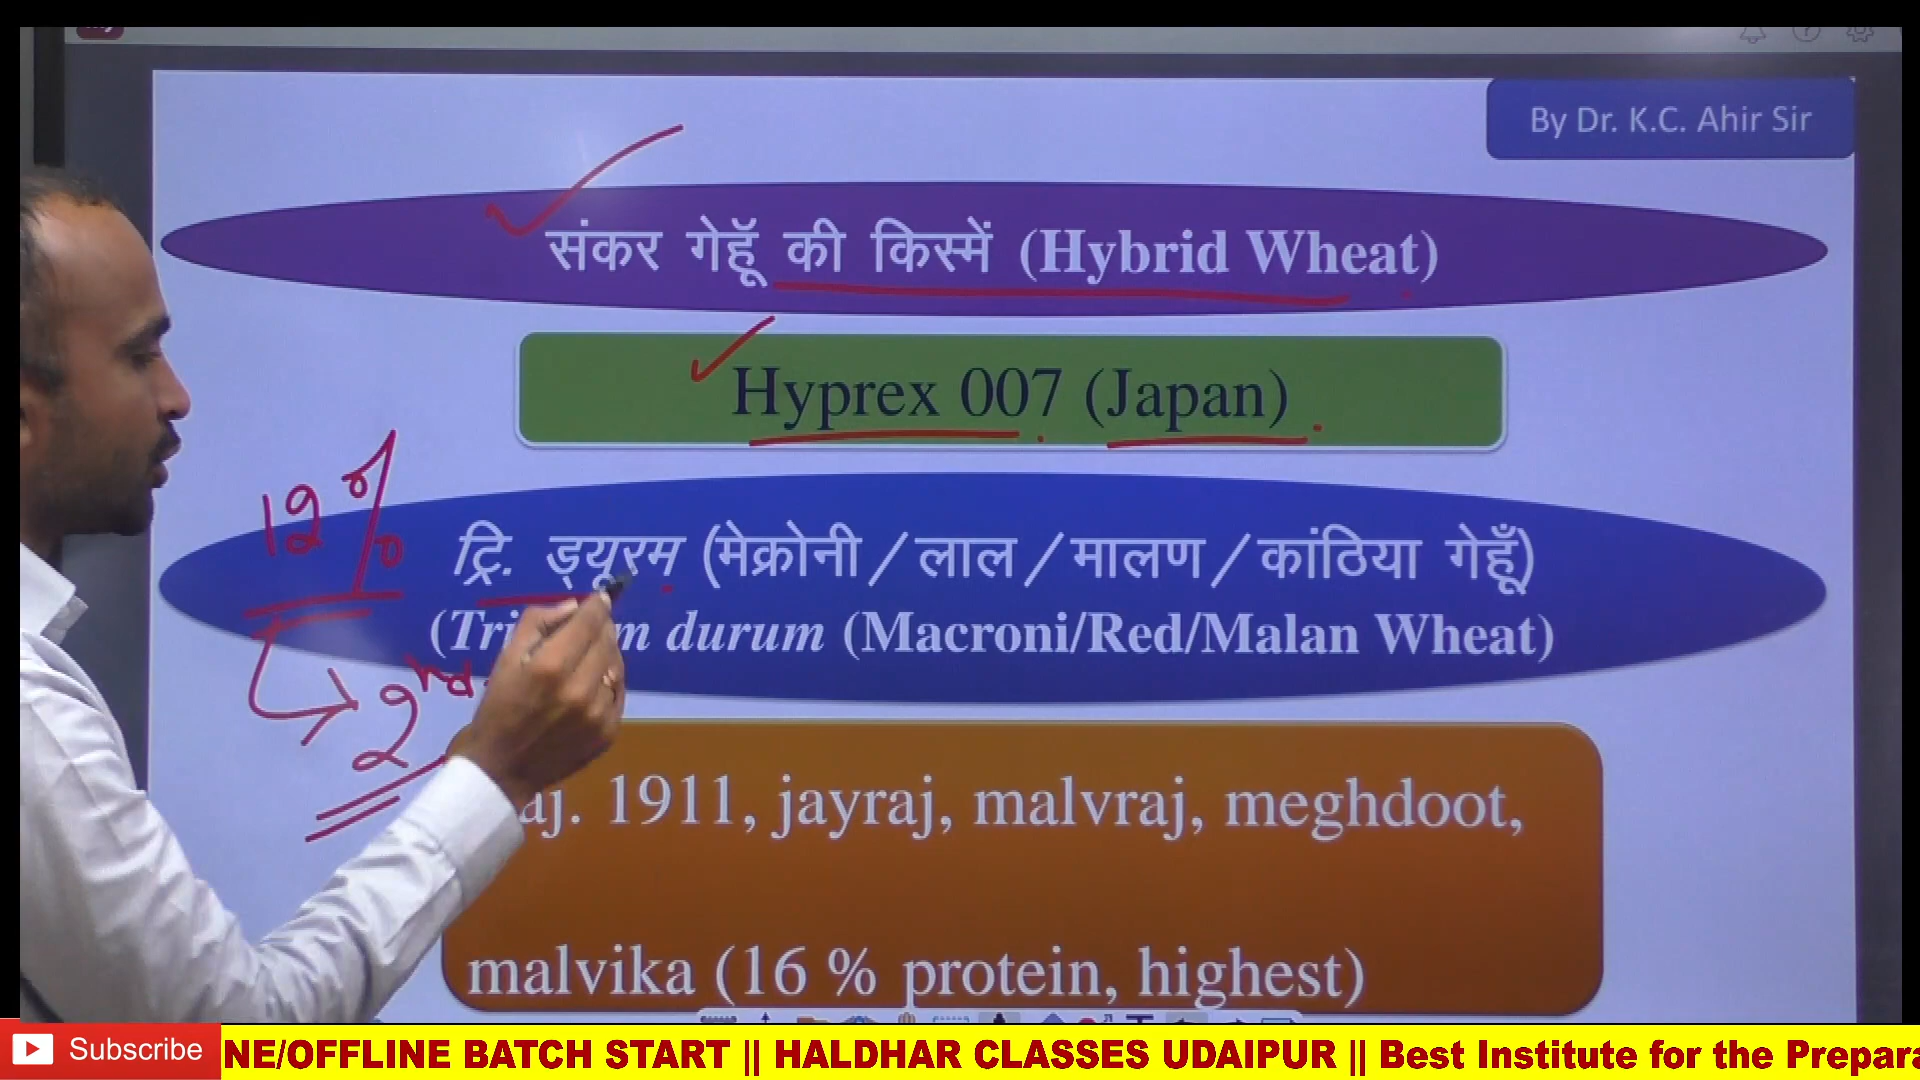 By Dr. K.C. Ahir Sir
संकर गेहूॅ की किस्में (Hybrid Wheat)
Hyprex 007 (Japan)
12%
ट्रि. ड्यूरम (मेक्रोनी/लाल/मालण/कांठिया गेहूँ)
durum (Macroni/Red/Malan Wheat)
2nd
1911, jayraj, malvraj, meghdoot,
malvika (16 % protein, highest)
Subscribe
NE/OFFLINE BATCH START || HALDHAR CLASSES UDAIPUR || Best Institute for the Prepara